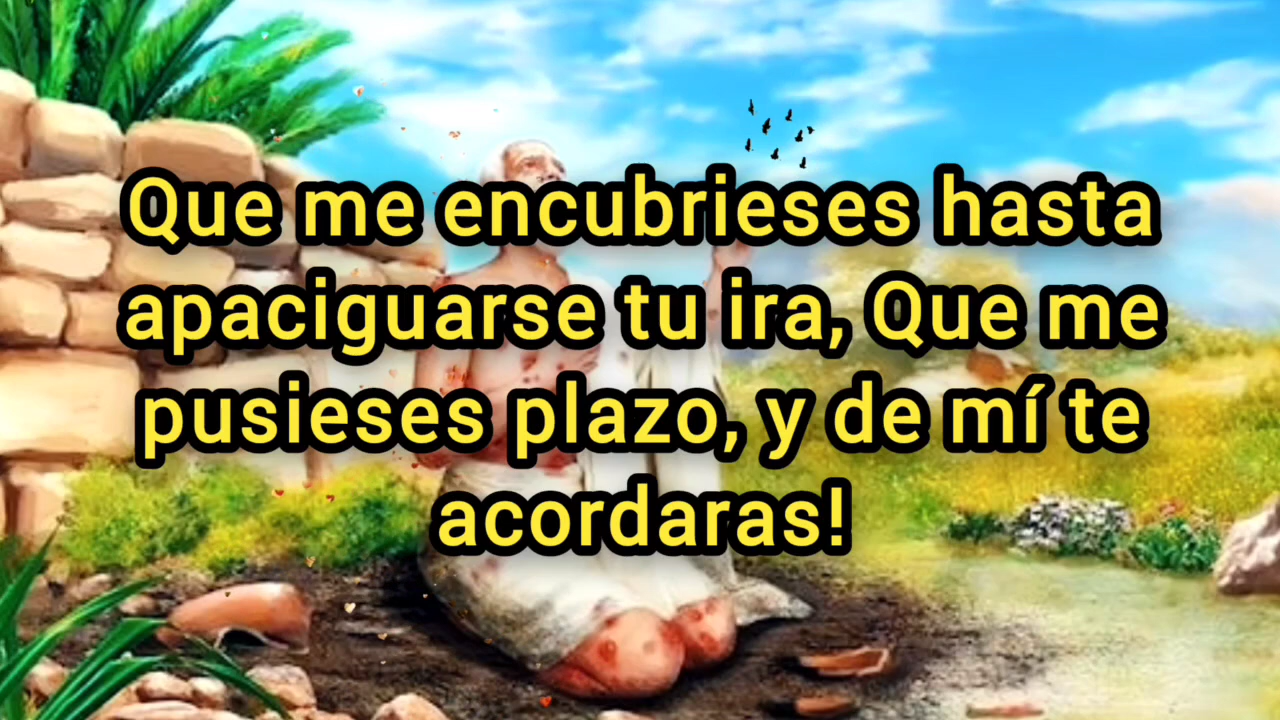 Que me encubrieses hasta
apaciguarse tu ira, Que me
pusieses plazo, y de mí te
acordaras!